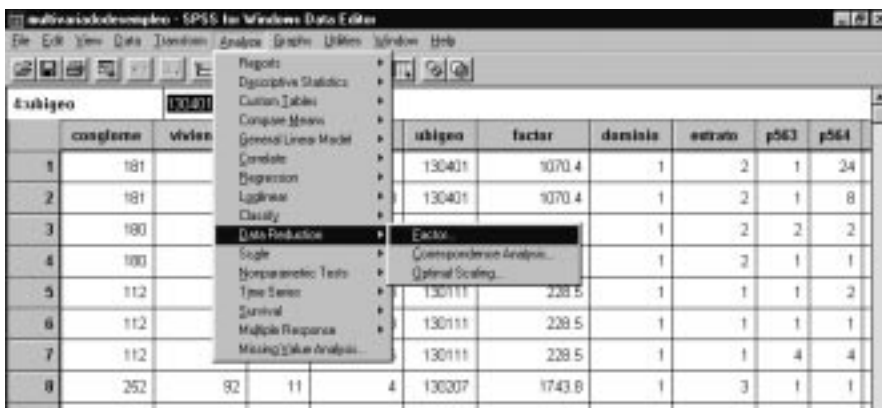 multivariadodesempleo - SPSS for Windows Data Editor
File Edit View Data Transform Analyze Graphs Utilities Window Help
4:ubigeo 130401
conglome vivien ubigeo factor dominio estrato p563 p564
Reports
Descriptive Statistics
Custom Tables
Compare Means
General Linear Model
Correlate
Regression
Loglinear
Classify
Data Reduction
Scale
Nonparametric Tests
Time Series
Survival
Multiple Response
Missing Value Analysis...
Factor...
Correspondence Analysis...
Optimal Scaling...
1 181 130401 1070.4 1 2 1 24
2 181 130401 1070.4 1 2 1 8
3 180 1 2 2 2
4 180 1 2 1 1
5 112 130111 228.5 1 1 1 2
6 112 130111 228.5 1 1 1 1
7 112 130111 228.5 1 1 4 4
8 262 92 11 4 130207 1743.8 1 3 1 1